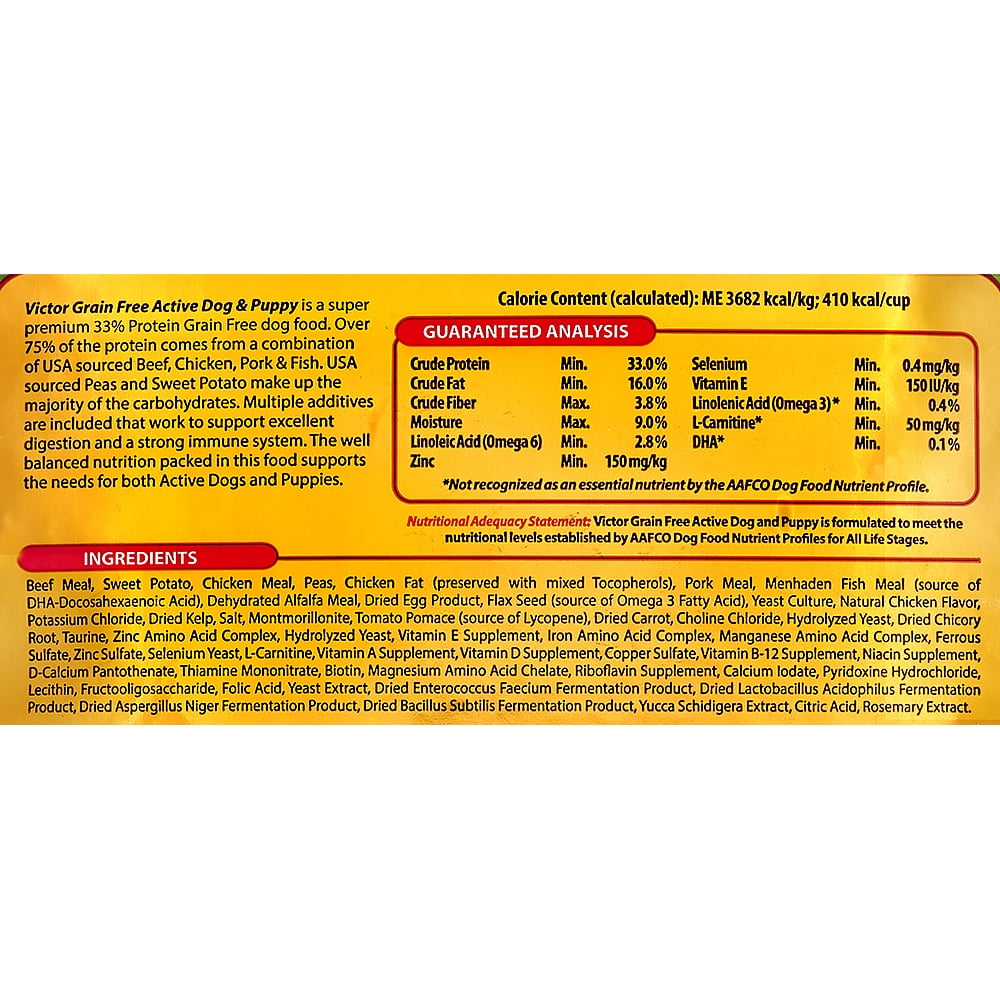 Victor Grain Free Active Dog & Puppy is a super
premium 33% Protein Grain Free dog food. Over
75% of the protein comes from a combination
of USA sourced Beef, Chicken, Pork & Fish. USA
sourced Peas and Sweet Potato make up the
majority of the carbohydrates. Multiple additives
are included that work to support excellent
digestion and a strong immune system. The well
balanced nutrition packed in this food supports
the needs for both Active Dogs and Puppies.
Calorie Content (calculated): ME 3682 kcal/kg; 410 kcal/cup
GUARANTEED ANALYSIS
Crude Protein Min. 33.0%
Crude Fat Min. 16.0%
Crude Fiber Max. 3.8%
Moisture Max. 9.0%
Linoleic Acid (Omega 6) Min. 2.8%
Zinc Min. 150 mg/kg
Selenium Min. 0.4 mg/kg
Vitamin E Min. 150 IU/kg
Linolenic Acid (Omega 3)* Min. 0.4%
L-Carnitine* Min. 50 mg/kg
DHA* Min. 0.1%
*Not recognized as an essential nutrient by the AAFCO Dog Food Nutrient Profile.
Nutritional Adequacy Statement: Victor Grain Free Active Dog and Puppy is formulated to meet the
nutritional levels established by AAFCO Dog Food Nutrient Profiles for All Life Stages.
INGREDIENTS
Beef Meal, Sweet Potato, Chicken Meal, Peas, Chicken Fat (preserved with mixed Tocopherols), Pork Meal, Menhaden Fish Meal (source of
DHA-Docosahexaenoic Acid), Dehydrated Alfalfa Meal, Dried Egg Product, Flax Seed (source of Omega 3 Fatty Acid), Yeast Culture, Natural Chicken Flavor,
Potassium Chloride, Dried Kelp, Salt, Montmorillonite, Tomato Pomace (source of Lycopene), Dried Carrot, Choline Chloride, Hydrolyzed Yeast, Dried Chicory
Root, Taurine, Zinc Amino Acid Complex, Hydrolyzed Yeast, Vitamin E Supplement, Iron Amino Acid Complex, Manganese Amino Acid Complex, Ferrous
Sulfate, Zinc Sulfate, Selenium Yeast, L-Carnitine, Vitamin A Supplement, Vitamin D Supplement, Copper Sulfate, Vitamin B-12 Supplement, Niacin Supplement,
D-Calcium Pantothenate, Thiamine Mononitrate, Biotin, Magnesium Amino Acid Chelate, Riboflavin Supplement, Calcium Iodate, Pyridoxine Hydrochloride,
Lecithin, Fructooligosaccharide, Folic Acid, Yeast Extract, Dried Enterococcus Faecium Fermentation Product, Dried Lactobacillus Acidophilus Fermentation
Product, Dried Aspergillus Niger Fermentation Product, Dried Bacillus Subtilis Fermentation Product, Yucca Schidigera Extract, Citric Acid, Rosemary Extract.